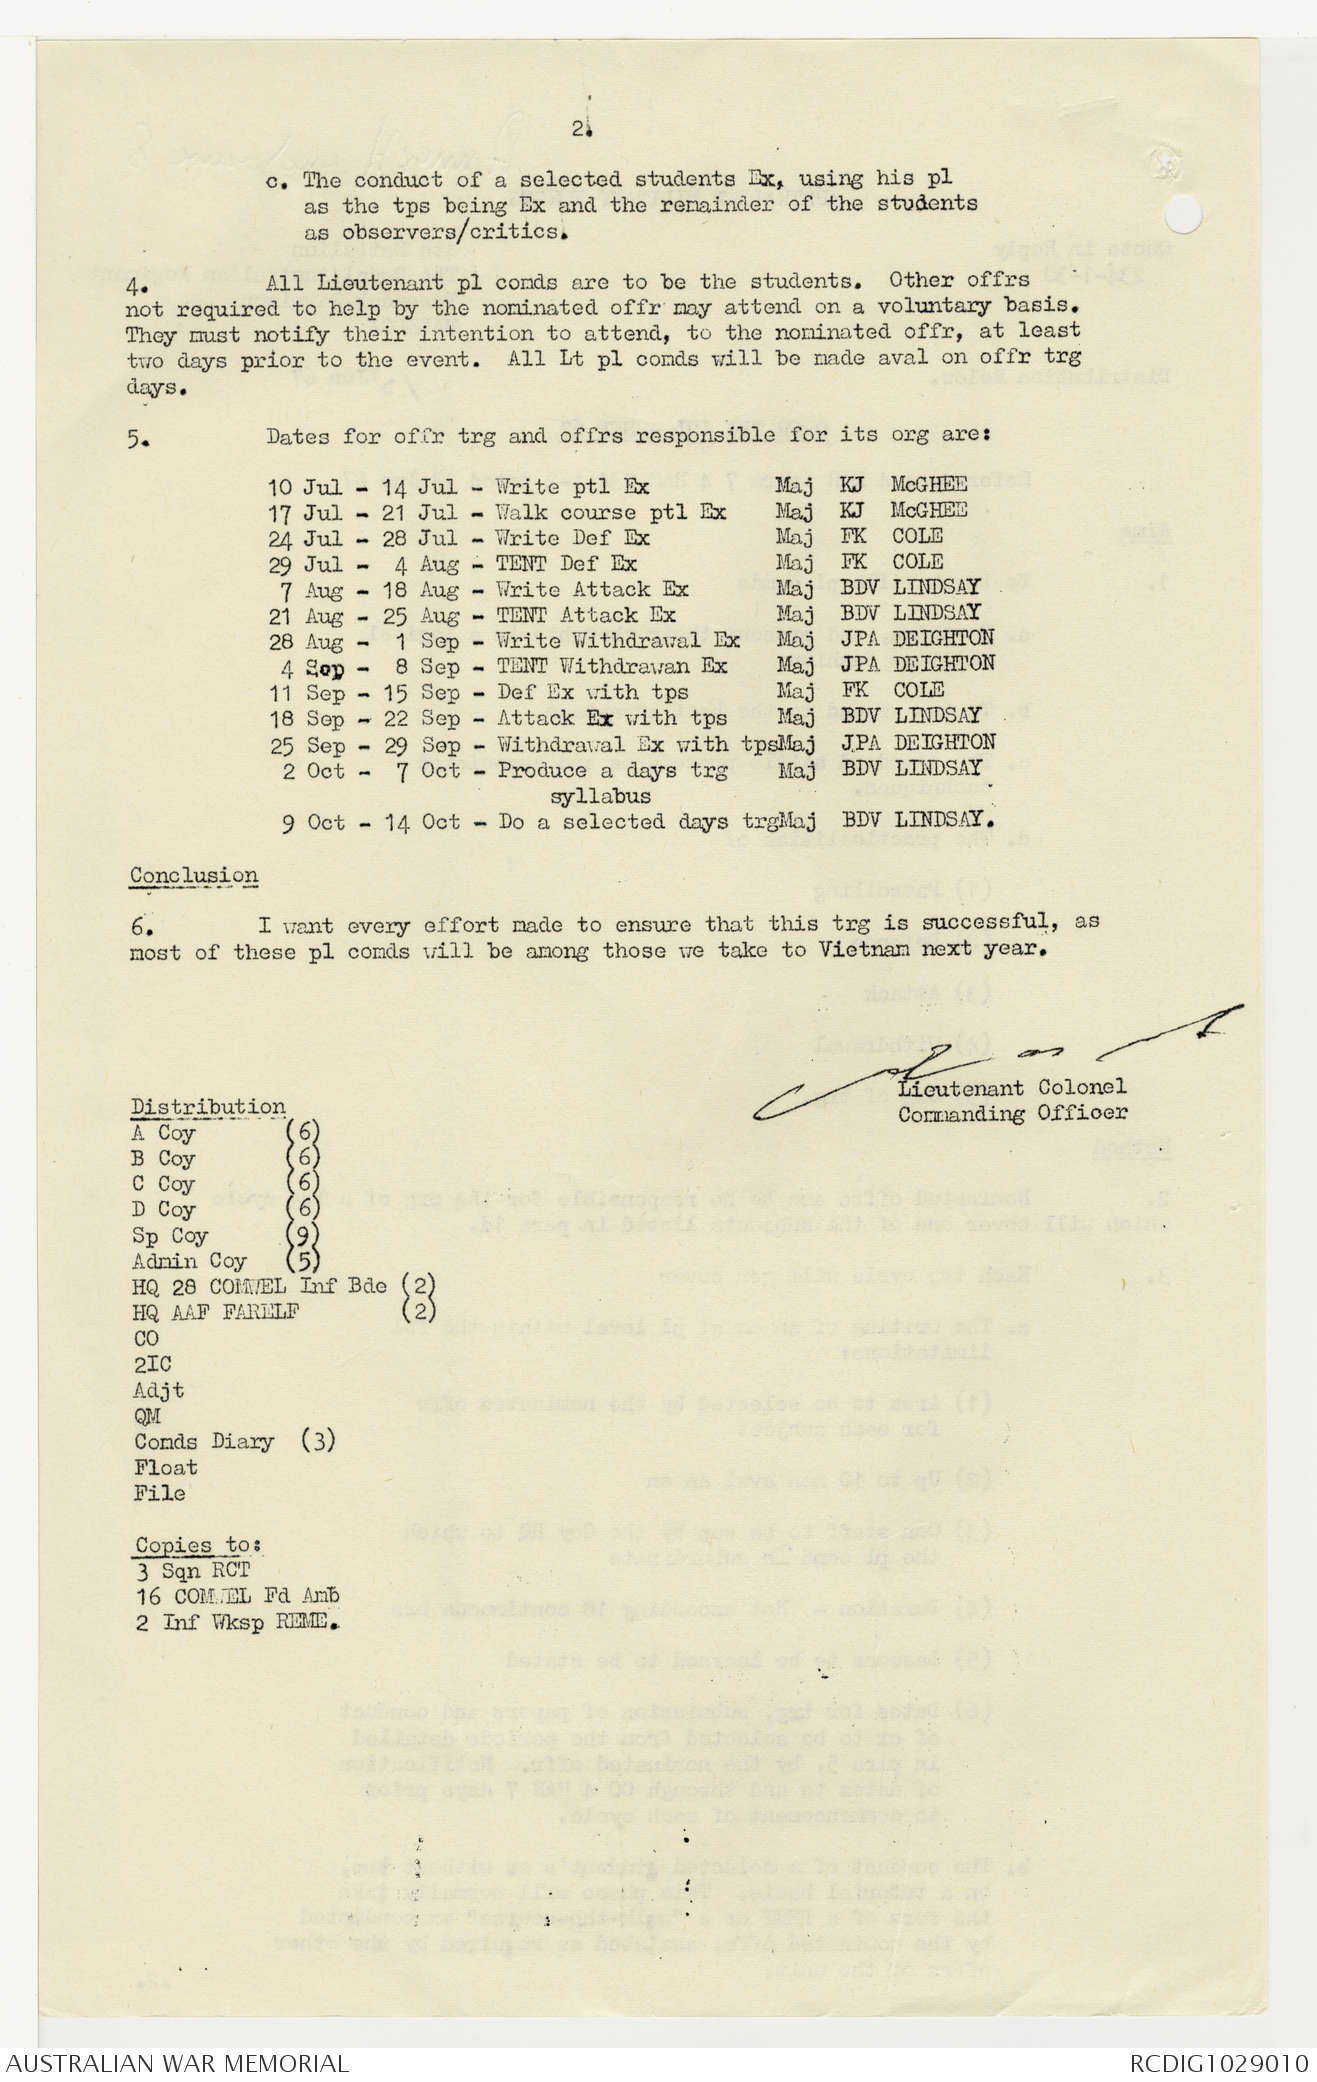 2.
c. The conduct of a selected students Ex, using his pl
as the tps being Ex and the remainder of the students
as observers/critics.
4. All Lieutenant pl comds are to be the students. Other offrs
not required to help by the nominated offr may attend on a voluntary basis.
They must notify their intention to attend, to the nominated offr, at least
two days prior to the event. All Lt pl comds will be made aval on offr trg
days.
5. Dates for offr trg and offrs responsible for its org are:
10 Jul - 14 Jul - Write ptl Ex Maj KJ McGHEE
17 Jul - 21 Jul - Walk course ptl Ex Maj KJ McGHEE
24 Jul - 28 Jul - Write Def Ex Maj FK COLE
29 Jul - 4 Aug - TENT Def Ex Maj FK COLE
7 Aug - 18 Aug - Write Attack Ex Maj BDV LINDSAY
21 Aug - 25 Aug - TENT Attack Ex Maj BDV LINDSAY
28 Aug - 1 Sep - Write Withdrawal Ex Maj JPA DEIGHTON
4 Sep - 8 Sep - TENT Withdrawan Ex Maj JPA DEIGHTON
11 Sep - 15 Sep - Def Ex with tps Maj FK COLE
18 Sep - 22 Sep - Attack Ex with tps Maj BDV LINDSAY
25 Sep - 29 Sep - Withdrawal Ex with tpsMaj JPA DEIGHTON
2 Oct - 7 Oct - Produce a days trg Maj BDV LINDSAY
syllabus
9 Oct - 14 Oct - Do a selected days trgMaj BDV LINDSAY.
Conclusion
6. I want every effort made to ensure that this trg is successful, as
most of these pl comds will be among those we take to Vietnam next year.
Lieutenant Colonel
Commanding Officer
Distribution
A Coy (6)
B Coy (6)
C Coy (6)
D Coy (6)
Sp Coy (9)
Admin Coy (5)
HQ 28 COMWEL Inf Bde (2)
HQ AAF FARELF (2)
CO
2IC
Adjt
QM
Comds Diary (3)
Float
File
Copies to:
3 Sqn RCT
16 COMWEL Fd Amb
2 Inf Wksp REME.
AUSTRALIAN WAR MEMORIAL
RCDIG1029010